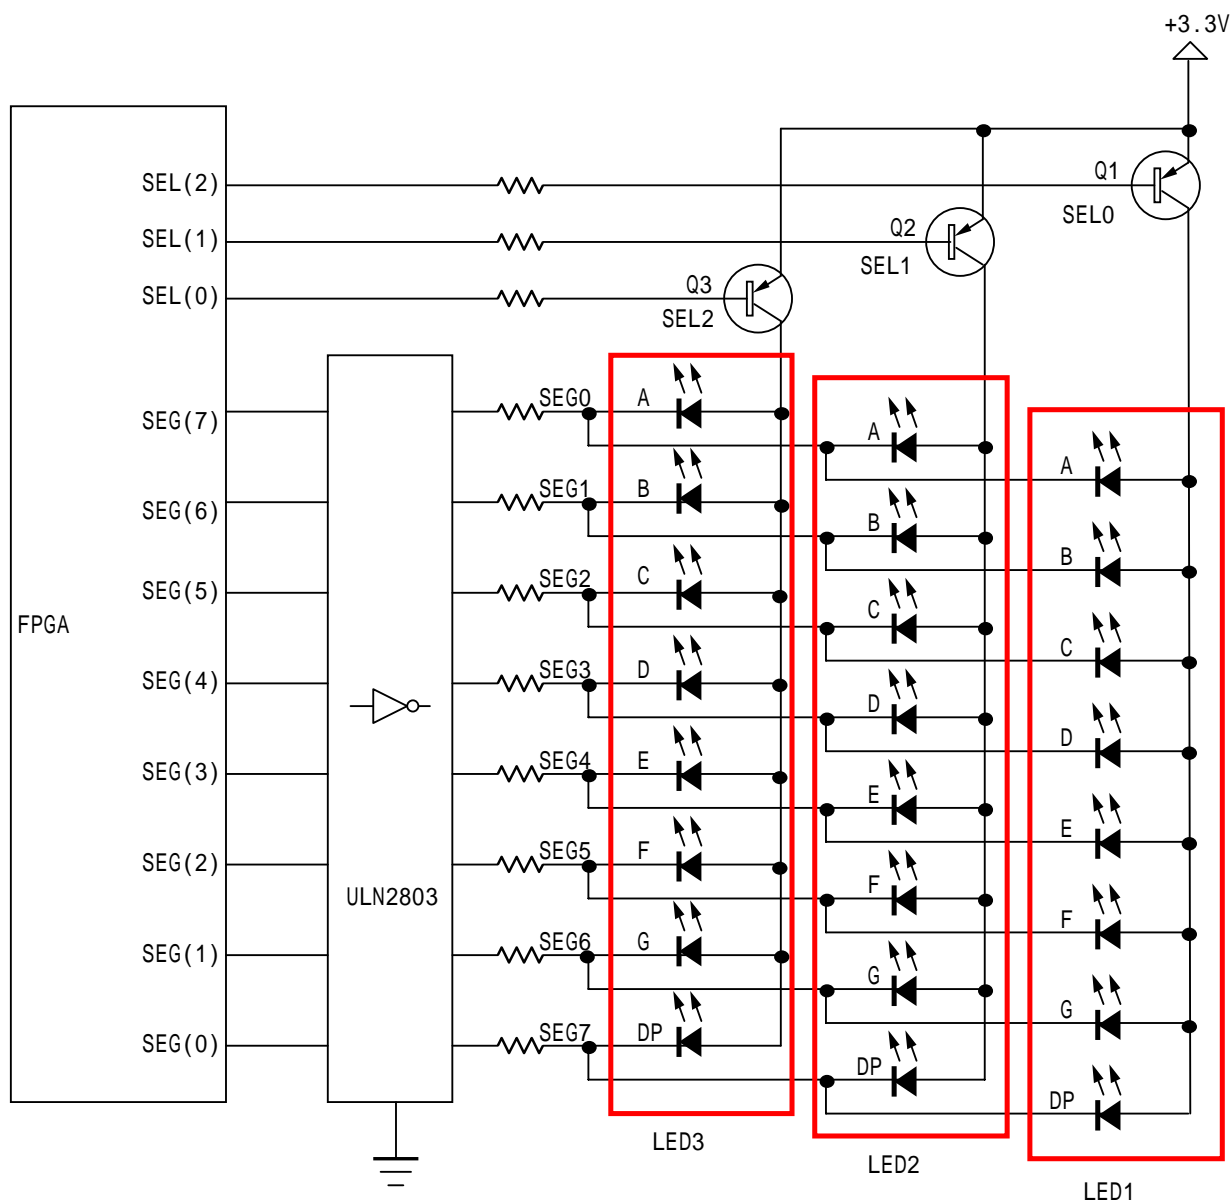 +3.3V
SEL(2)
Q1
SEL0
SEL(1)
Q2
SEL1
SEL(0)
Q3
SEL2
FPGA
SEG(7)
SEG(6)
SEG(5)
SEG(4)
SEG(3)
SEG(2)
SEG(1)
SEG(0)
ULN2803
SEG0
SEG1
SEG2
SEG3
SEG4
SEG5
SEG6
SEG7
A
B
C
D
E
F
G
DP
LED3
A
B
C
D
E
F
G
DP
LED2
A
B
C
D
E
F
G
DP
LED1